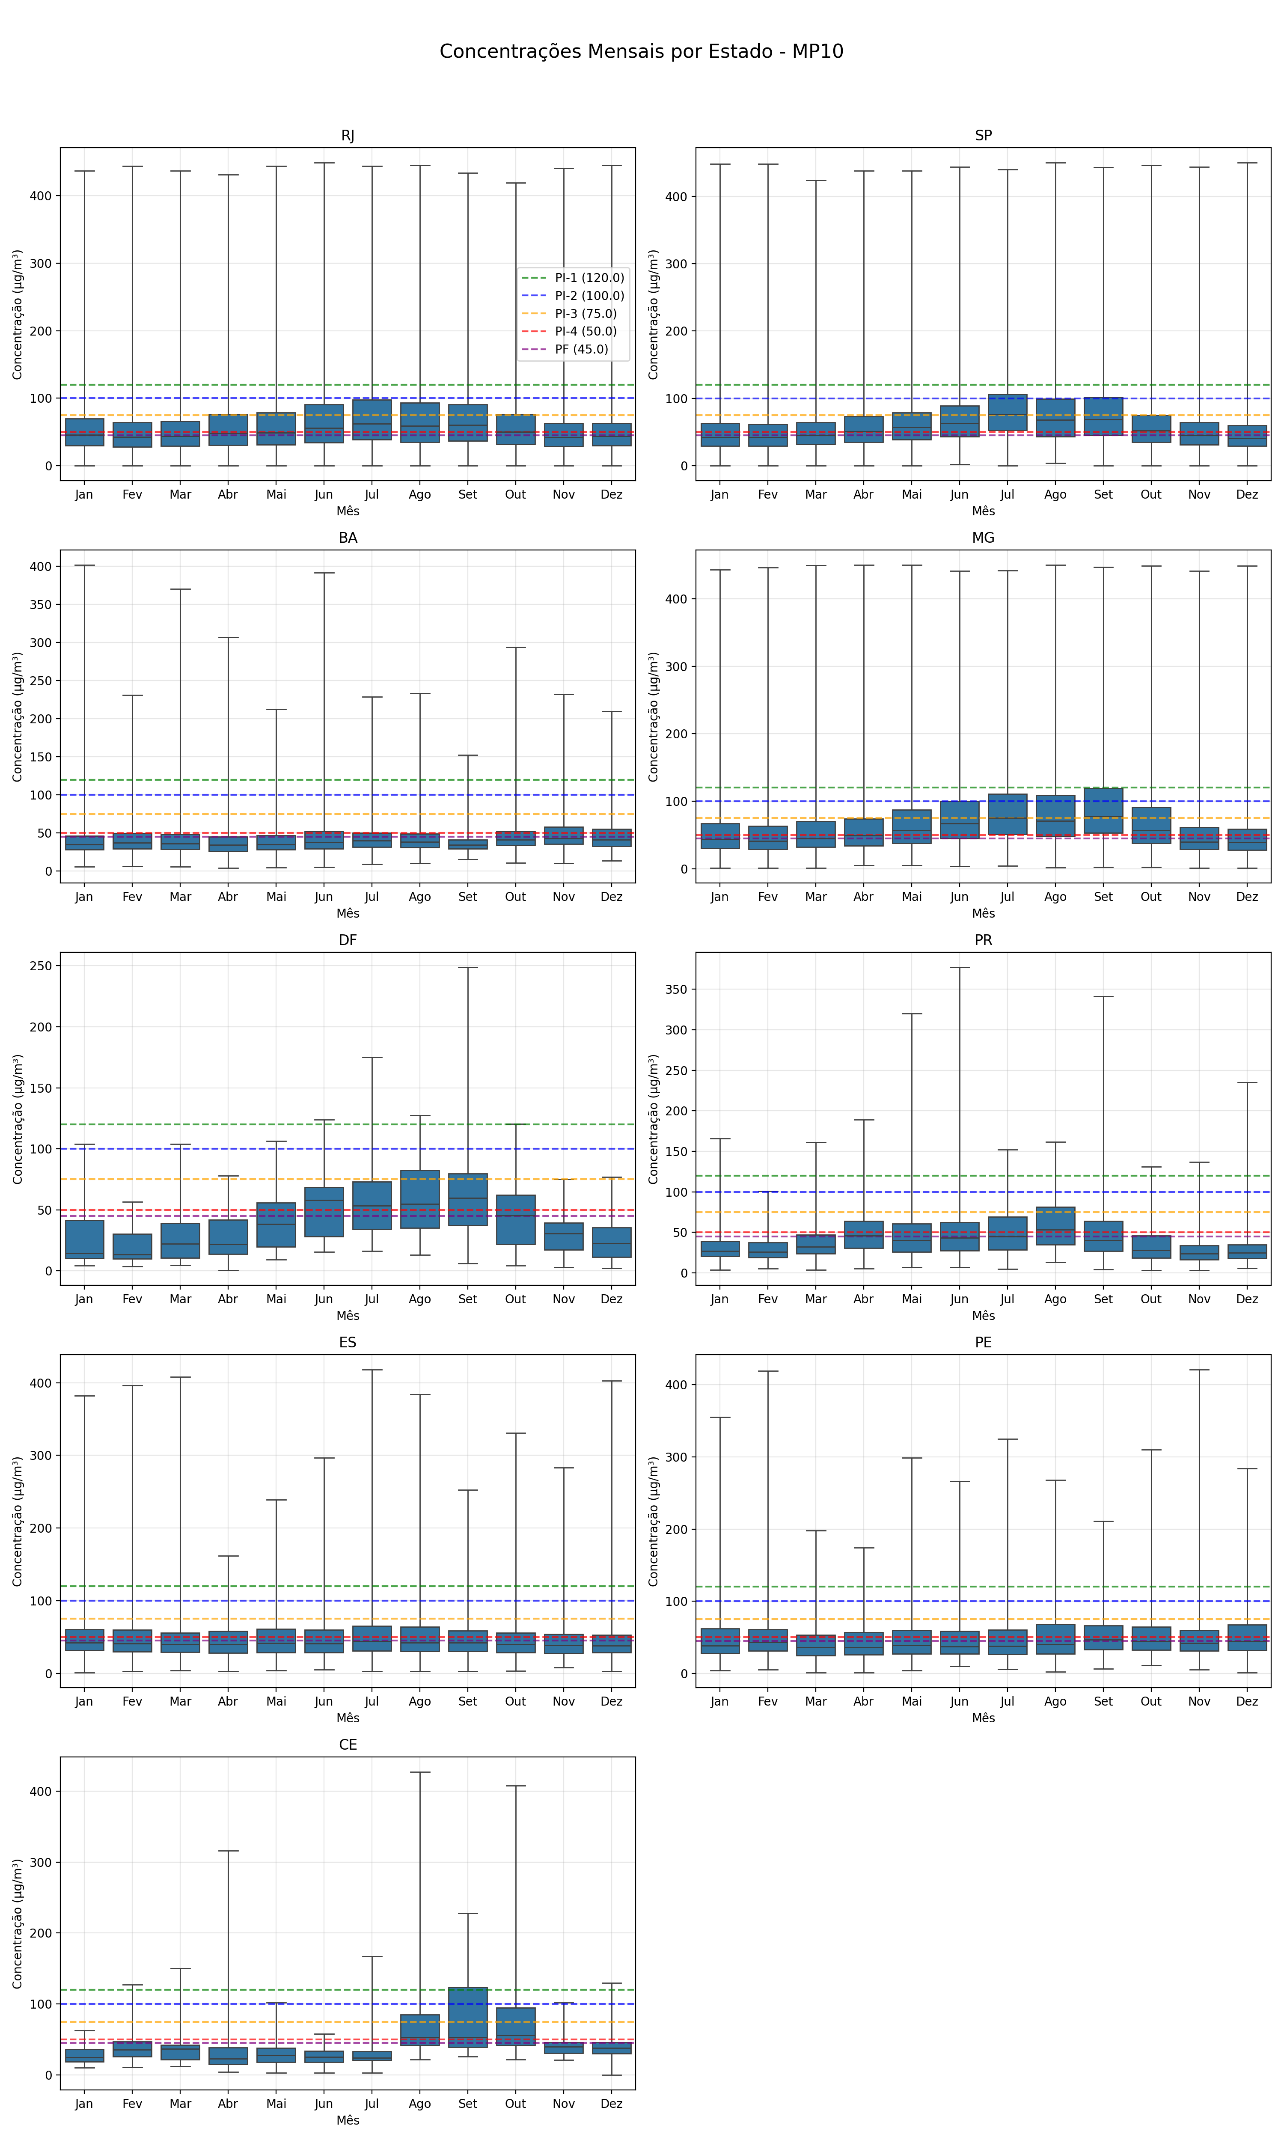 Concentrações Mensais por Estado - MP10
RJ
Concentração (µg/m³)
400
300
200
100
0
PI-1 (120.0)
PI-2 (100.0)
PI-3 (75.0)
PI-4 (50.0)
PF (45.0)
Jan Fev Mar Abr Mai Jun Jul Ago Set Out Nov Dez
Mês
SP
Concentração (µg/m³)
400
300
200
100
0
Jan Fev Mar Abr Mai Jun Jul Ago Set Out Nov Dez
Mês
BA
Concentração (µg/m³)
400
350
300
250
200
150
100
50
0
Jan Fev Mar Abr Mai Jun Jul Ago Set Out Nov Dez
Mês
MG
Concentração (µg/m³)
400
300
200
100
0
Jan Fev Mar Abr Mai Jun Jul Ago Set Out Nov Dez
Mês
DF
Concentração (µg/m³)
250
200
150
100
50
0
Jan Fev Mar Abr Mai Jun Jul Ago Set Out Nov Dez
Mês
PR
Concentração (µg/m³)
350
300
250
200
150
100
50
0
Jan Fev Mar Abr Mai Jun Jul Ago Set Out Nov Dez
Mês
ES
Concentração (µg/m³)
400
300
200
100
0
Jan Fev Mar Abr Mai Jun Jul Ago Set Out Nov Dez
Mês
PE
Concentração (µg/m³)
400
300
200
100
0
Jan Fev Mar Abr Mai Jun Jul Ago Set Out Nov Dez
Mês
CE
Concentração (µg/m³)
400
300
200
100
0
Jan Fev Mar Abr Mai Jun Jul Ago Set Out Nov Dez
Mês